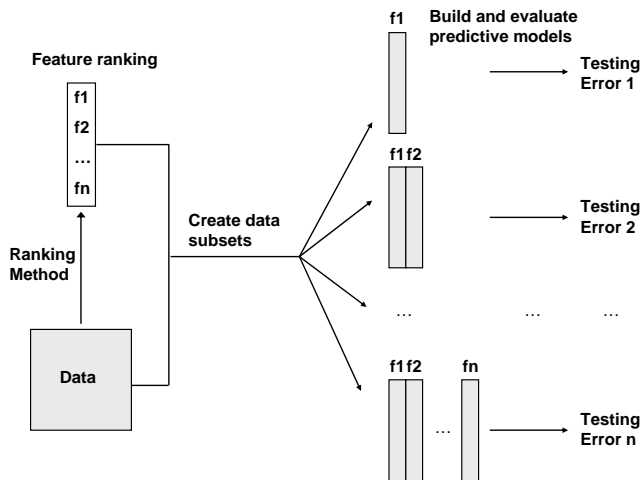 Feature ranking
f1
f2
...
fn
Ranking
Method
Data
Create data
subsets
Build and evaluate
predictive models
f1
Testing
Error 1
f1 f2
Testing
Error 2
... ... ...
f1 f2 fn
...
Testing
Error n